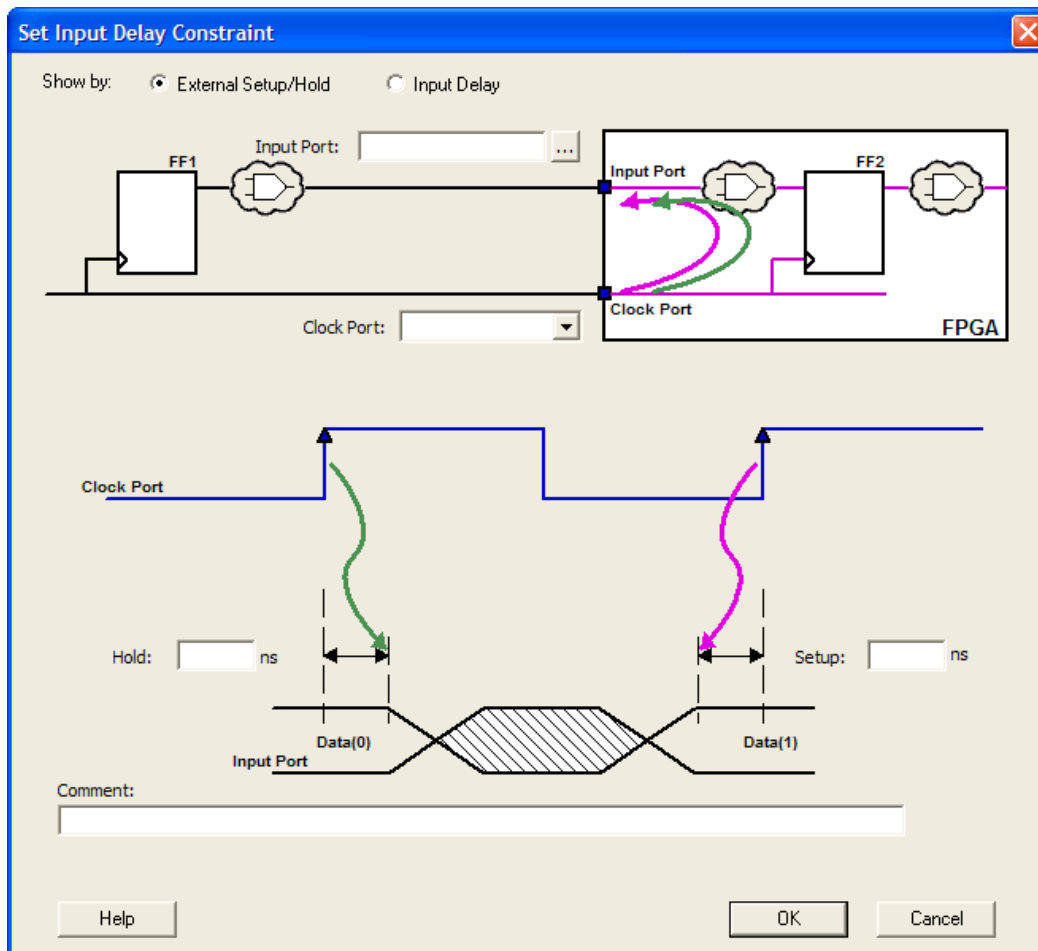 Set Input Delay Constraint
Show by: External Setup/Hold Input Delay
Input Port: ...
FF1
Input Port
FF2
Clock Port
Clock Port:
FPGA
Clock Port
Hold: ns
Setup: ns
Data(0)
Data(1)
Input Port
Comment:
Help
OK
Cancel